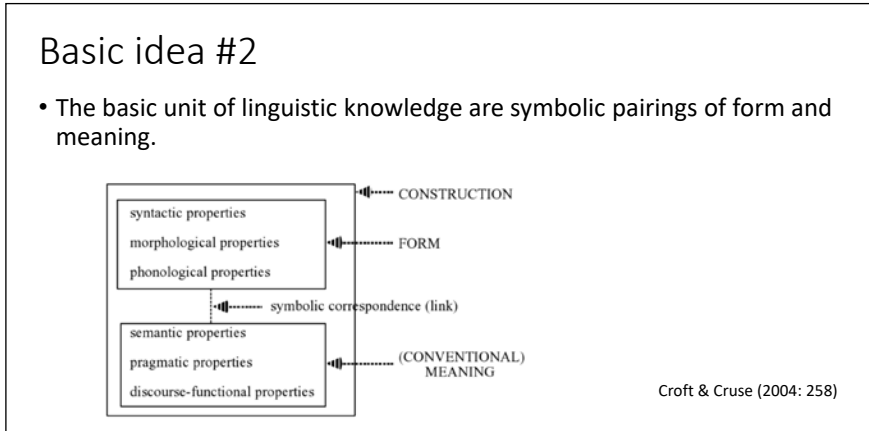 Basic idea #2
• The basic unit of linguistic knowledge are symbolic pairings of form and
meaning.
CONSTRUCTION
syntactic properties
morphological properties
FORM
phonological properties
symbolic correspondence (link)
semantic properties
pragmatic properties
(CONVENTIONAL)
MEANING
discourse-functional properties
Croft & Cruse (2004: 258)